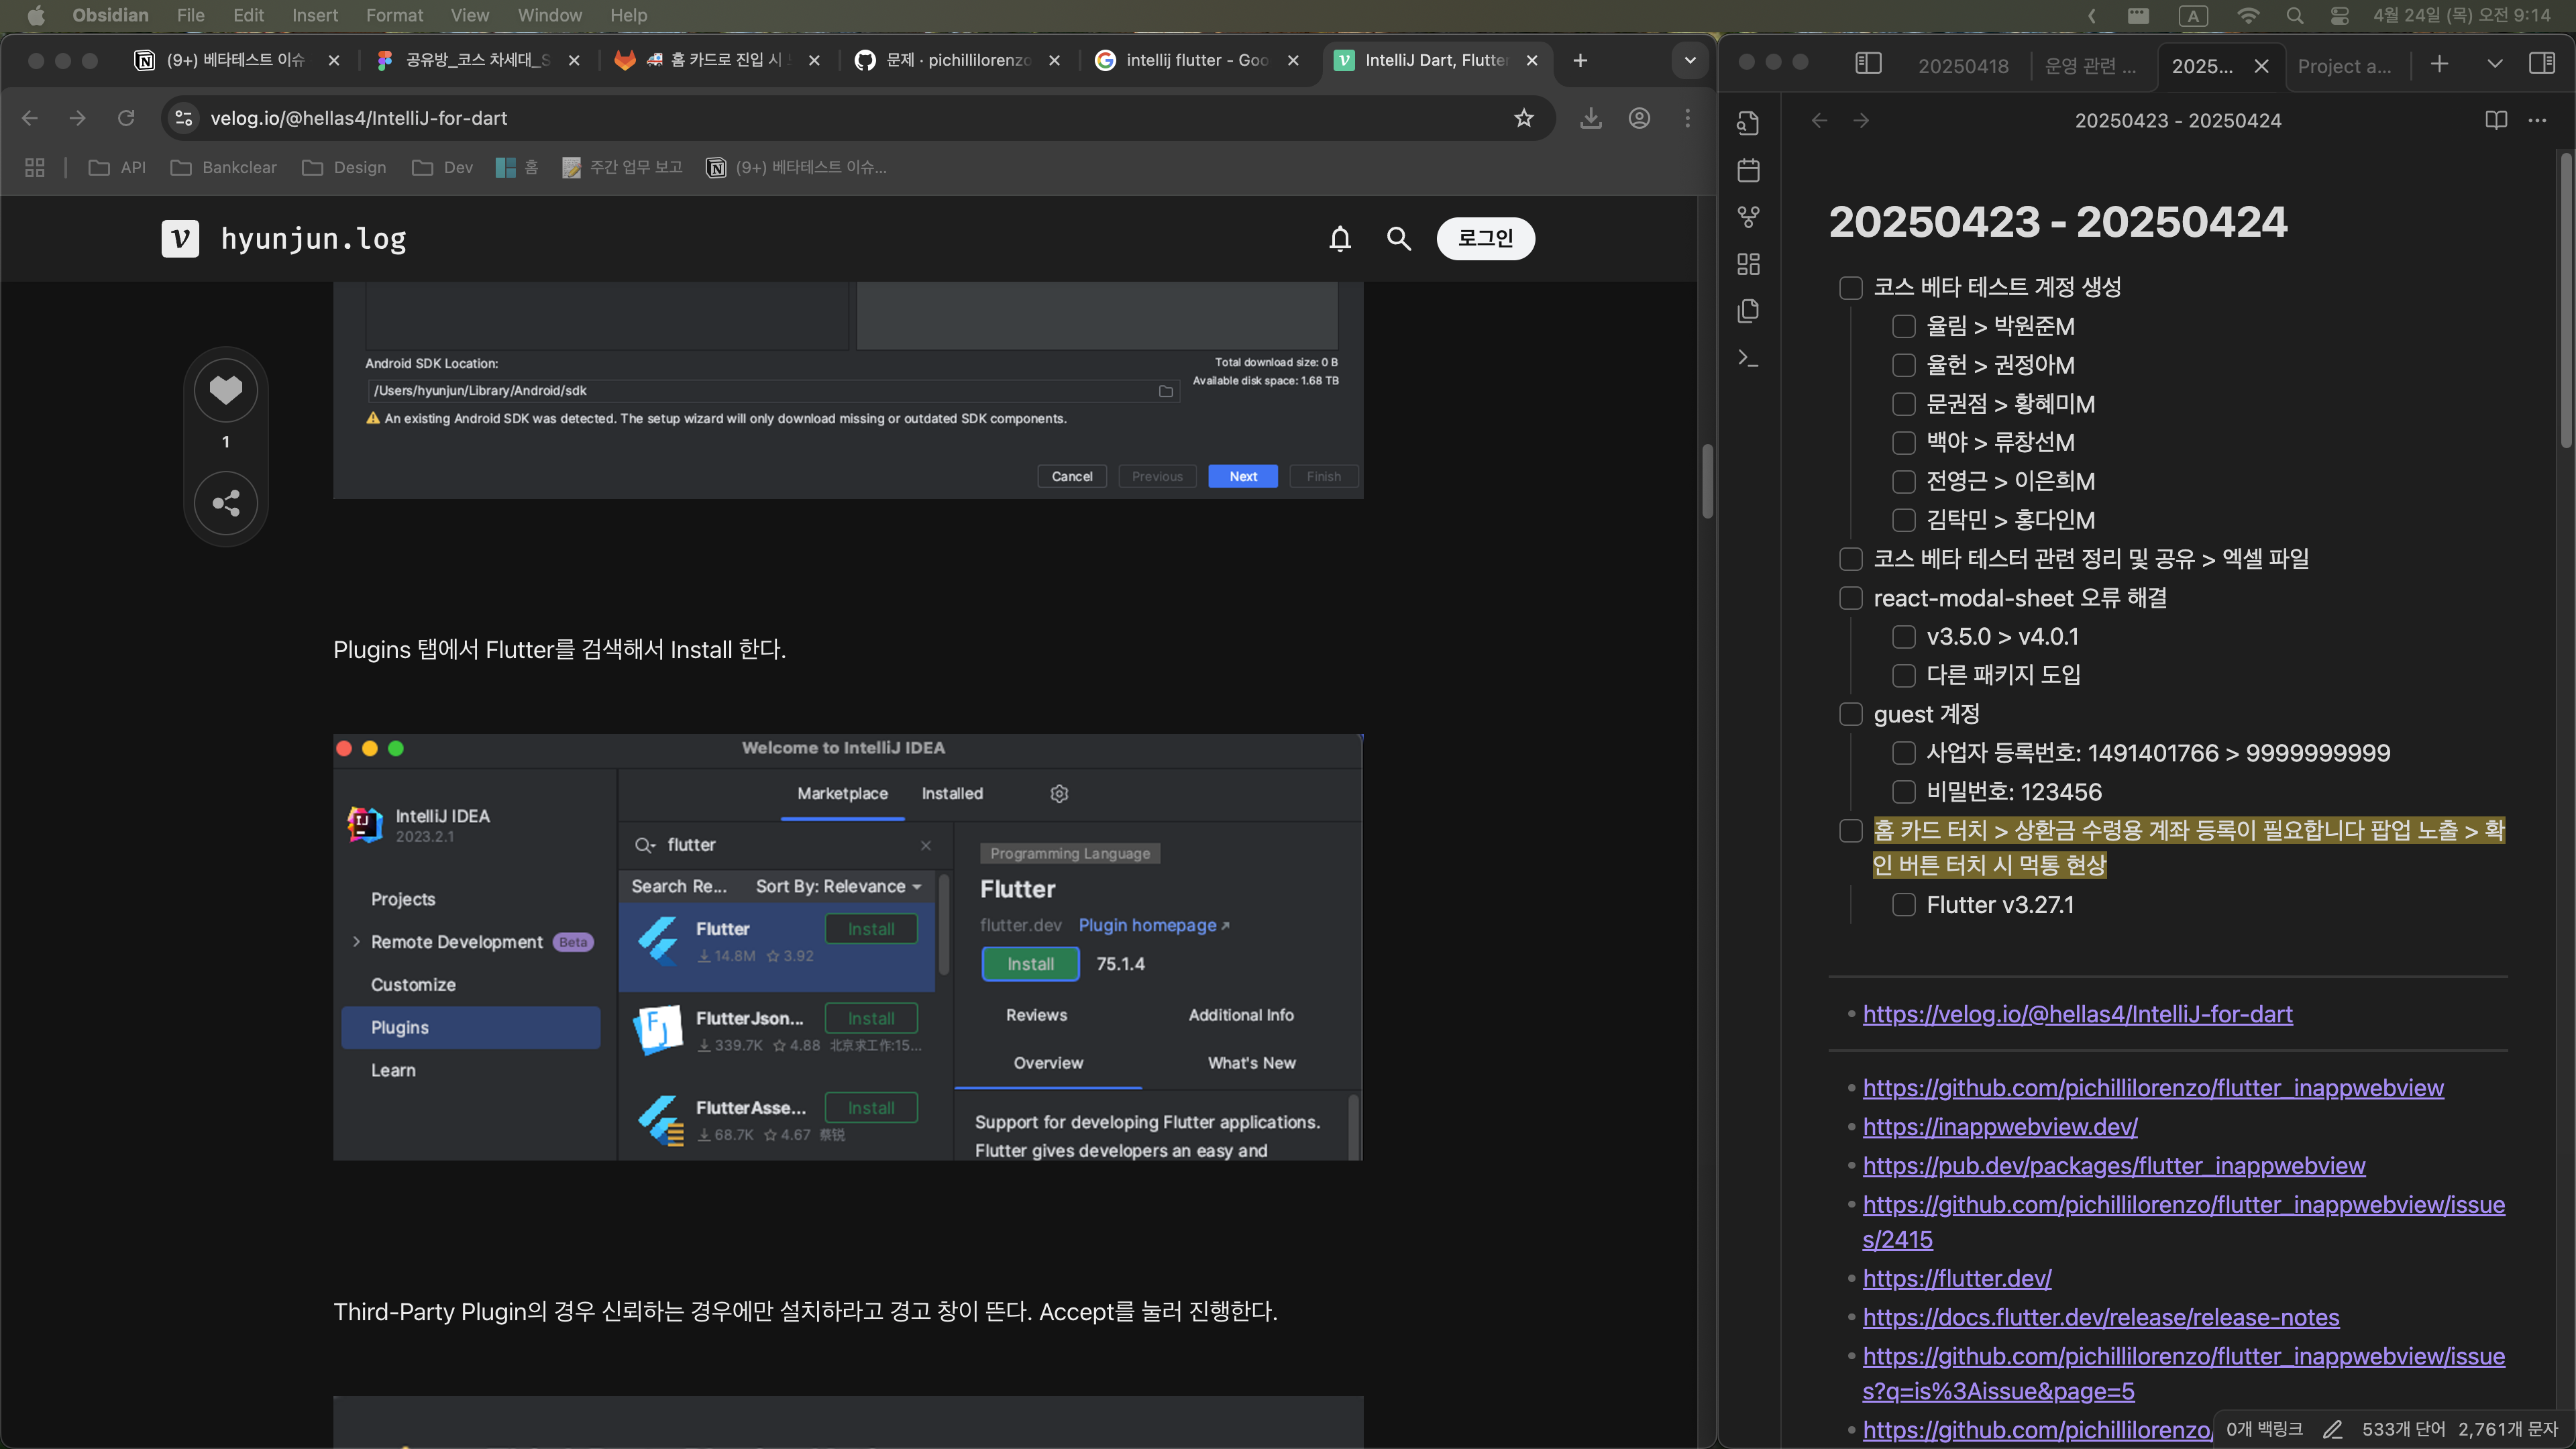 Obsidian File Edit Insert Format View Window Help
A 4월 24일 (목) 오전 9:14
(9+) 베타테스트 이슈
공유방_코스 차세대_S
홈 카드로 진입 시
문제 · pichillilorenzo
intellij flutter - Goo
IntelliJ Dart, Flutter
velog.io/@hellas4/IntelliJ-for-dart
API Bankclear Design Dev 홈 주간 업무 보고 (9+) 베타테스트 이슈...
v hyunjun.log
로그인
1
Android SDK Location:
Total download size: 0 B
/Users/hyunjun/Library/Android/sdk
Available disk space: 1.68 TB
An existing Android SDK was detected. The setup wizard will only download missing or outdated SDK components.
Cancel Previous Next Finish
Plugins 탭에서 Flutter를 검색해서 Install 한다.
Welcome to IntelliJ IDEA
IJ
IntelliJ IDEA
2023.2.1
Projects
Remote Development Beta
Customize
Plugins
Learn
Marketplace Installed
flutter
Search Re... Sort By: Relevance
Flutter Install
14.8M 3.92
FlutterJson... Install
339.7K 4.88 北京求工作:15...
FlutterAsse... Install
68.7K 4.67 蔡锐
Programming Language
Flutter
flutter.dev Plugin homepage
Install 75.1.4
Reviews Additional Info
Overview What's New
Support for developing Flutter applications.
Flutter gives developers an easy and
Third-Party Plugin의 경우 신뢰하는 경우에만 설치하라고 경고 창이 뜬다. Accept를 눌러 진행한다.
20250418 운영 관련 ... 2025... Project a...
20250423 - 20250424
20250423 - 20250424
코스 베타 테스트 계정 생성
율림 > 박원준M
율헌 > 권정아M
문권점 > 황혜미M
백야 > 류창선M
전영근 > 이은희M
김탁민 > 홍다인M
코스 베타 테스터 관련 정리 및 공유 > 엑셀 파일
react-modal-sheet 오류 해결
v3.5.0 > v4.0.1
다른 패키지 도입
guest 계정
사업자 등록번호: 1491401766 > 9999999999
비밀번호: 123456
홈 카드 터치 > 상환금 수령용 계좌 등록이 필요합니다 팝업 노출 > 확
인 버튼 터치 시 먹통 현상
Flutter v3.27.1
https://velog.io/@hellas4/IntelliJ-for-dart
https://github.com/pichillilorenzo/flutter_inappwebview
https://inappwebview.dev/
https://pub.dev/packages/flutter_inappwebview
https://github.com/pichillilorenzo/flutter_inappwebview/issue
s/2415
https://flutter.dev/
https://docs.flutter.dev/release/release-notes
https://github.com/pichillilorenzo/flutter_inappwebview/issue
s?q=is%3Aissue&page=5
https://github.com/pichillilorenzo/
0개 백링크 533개 단어 2,761개 문자